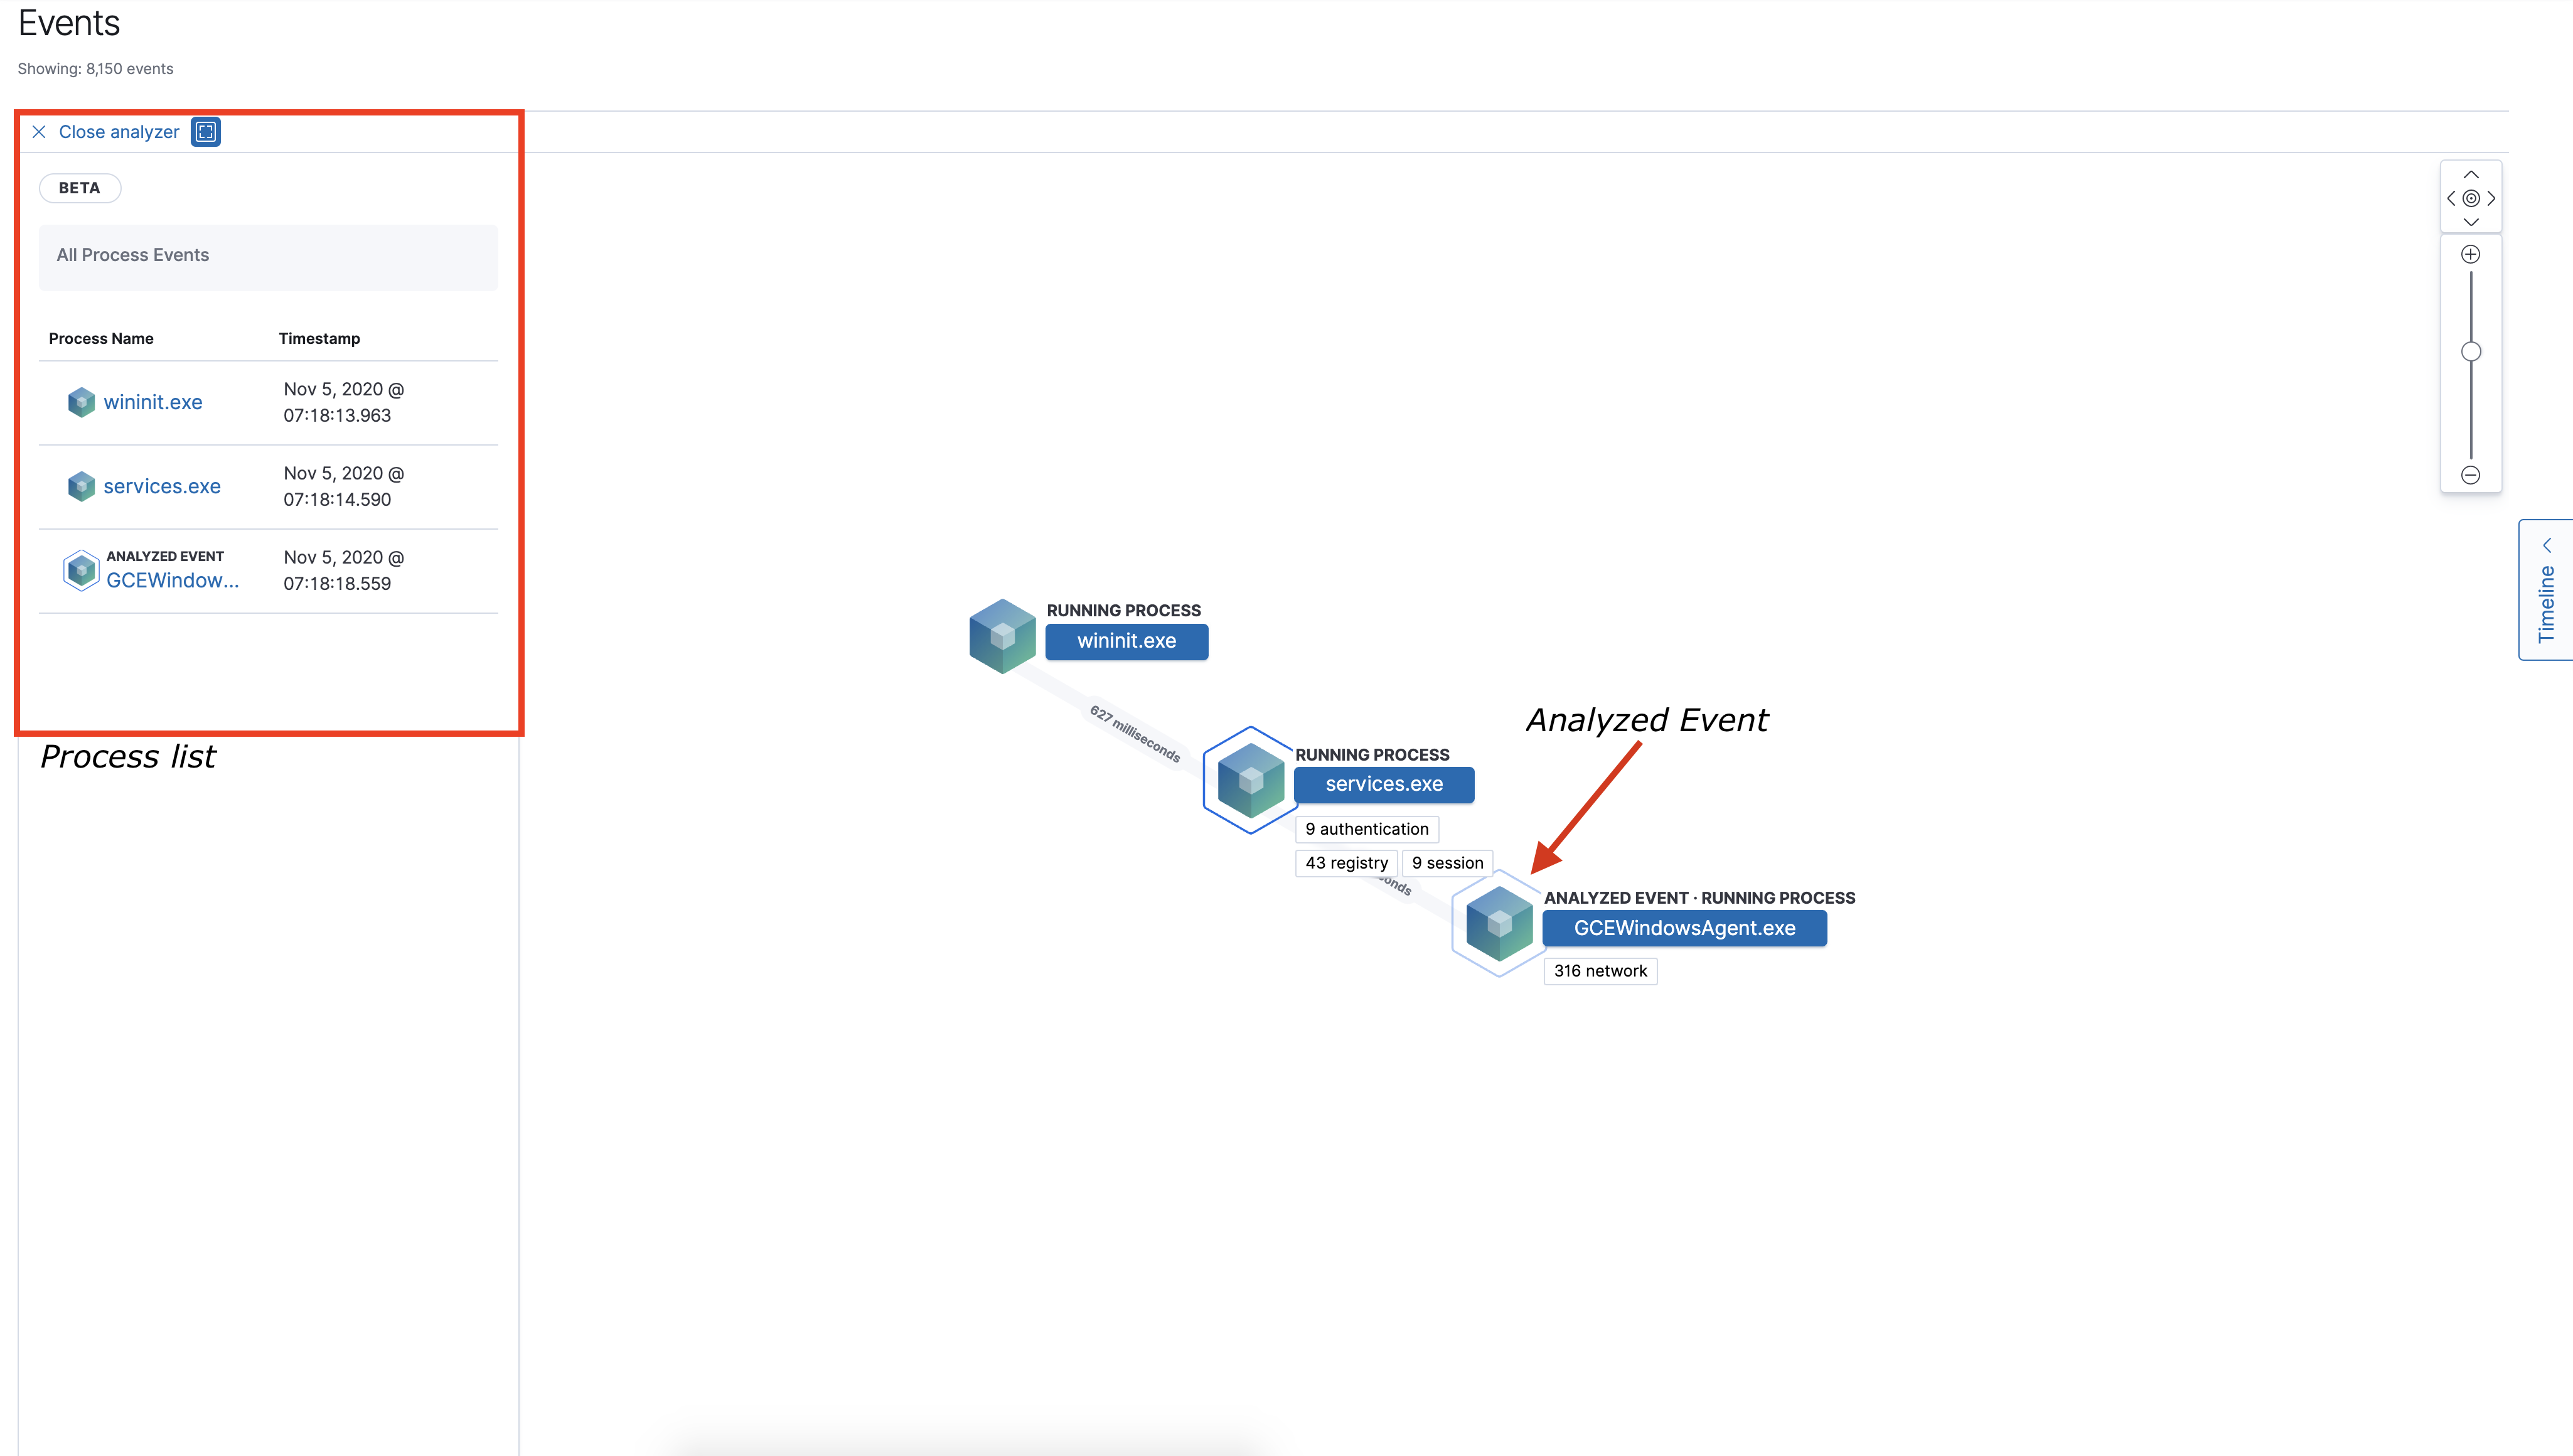 Events
Showing: 8,150 events
Close analyzer
BETA
All Process Events
Process Name Timestamp
wininit.exe
Nov 5, 2020 @
07:18:13.963
services.exe
Nov 5, 2020 @
07:18:14.590
ANALYZED EVENT
GCEWindow...
Nov 5, 2020 @
07:18:18.559
Process list
RUNNING PROCESS
wininit.exe
627 milliseconds
RUNNING PROCESS
services.exe
9 authentication
43 registry 9 session
Analyzed Event
ANALYZED EVENT · RUNNING PROCESS
GCEWindowsAgent.exe
316 network
Timeline